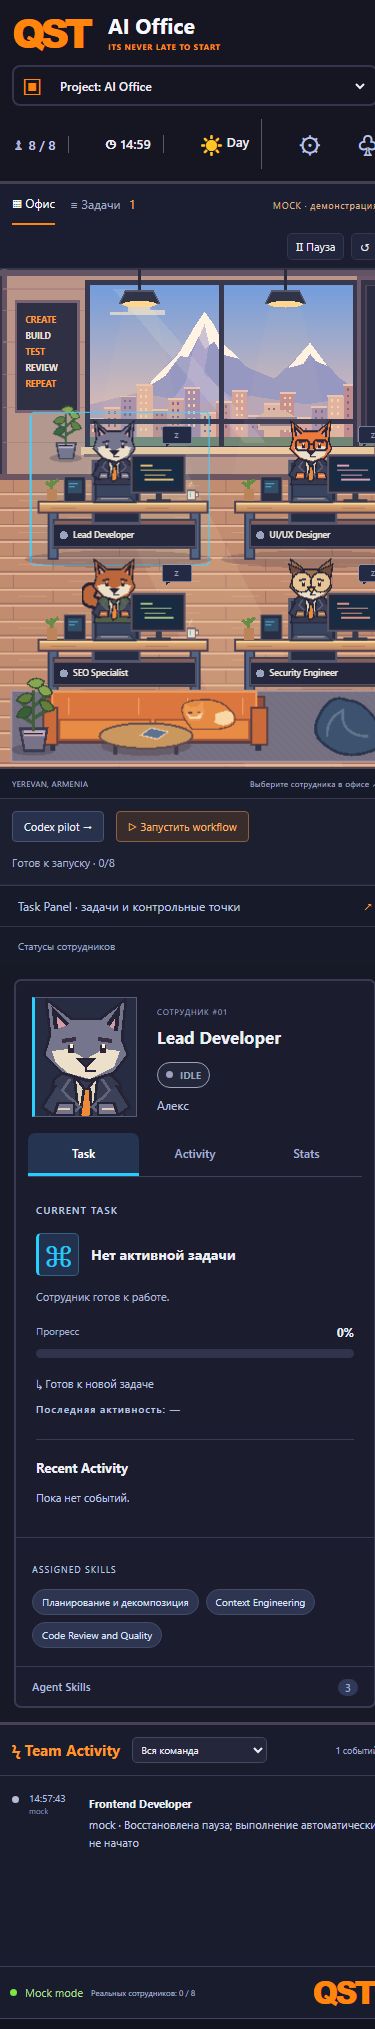 QST AI Office
ITS NEVER LATE TO START
Project: AI Office
8 / 8 14:59 Day
Офис Задачи 1 МОСК · демонстрация
Пауза
CREATE
BUILD
TEST
REVIEW
REPEAT
z z
Lead Developer UI/UX Designer
z z
SEO Specialist Security Engineer
YEREVAN, ARMENIA Выберите сотрудника в офисе
Codex pilot → ▷ Запустить workflow
Готов к запуску · 0/8
Task Panel · задачи и контрольные точки ↗
Статусы сотрудников
СОТРУДНИК #01
Lead Developer
IDLE
Алекс
Task Activity Stats
CURRENT TASK
⌘ Нет активной задачи
Сотрудник готов к работе.
Прогресс 0%
↳ Готов к новой задаче
Последняя активность: —
Recent Activity
Пока нет событий.
ASSIGNED SKILLS
Планирование и декомпозиция Context Engineering
Code Review and Quality
Agent Skills 3
Team Activity Вся команда 1 событи
14:57:43 Frontend Developer
mock mock · Восстановлена пауза; выполнение автоматически
не начато
Mock mode Реальных сотрудников: 0 / 8 QST